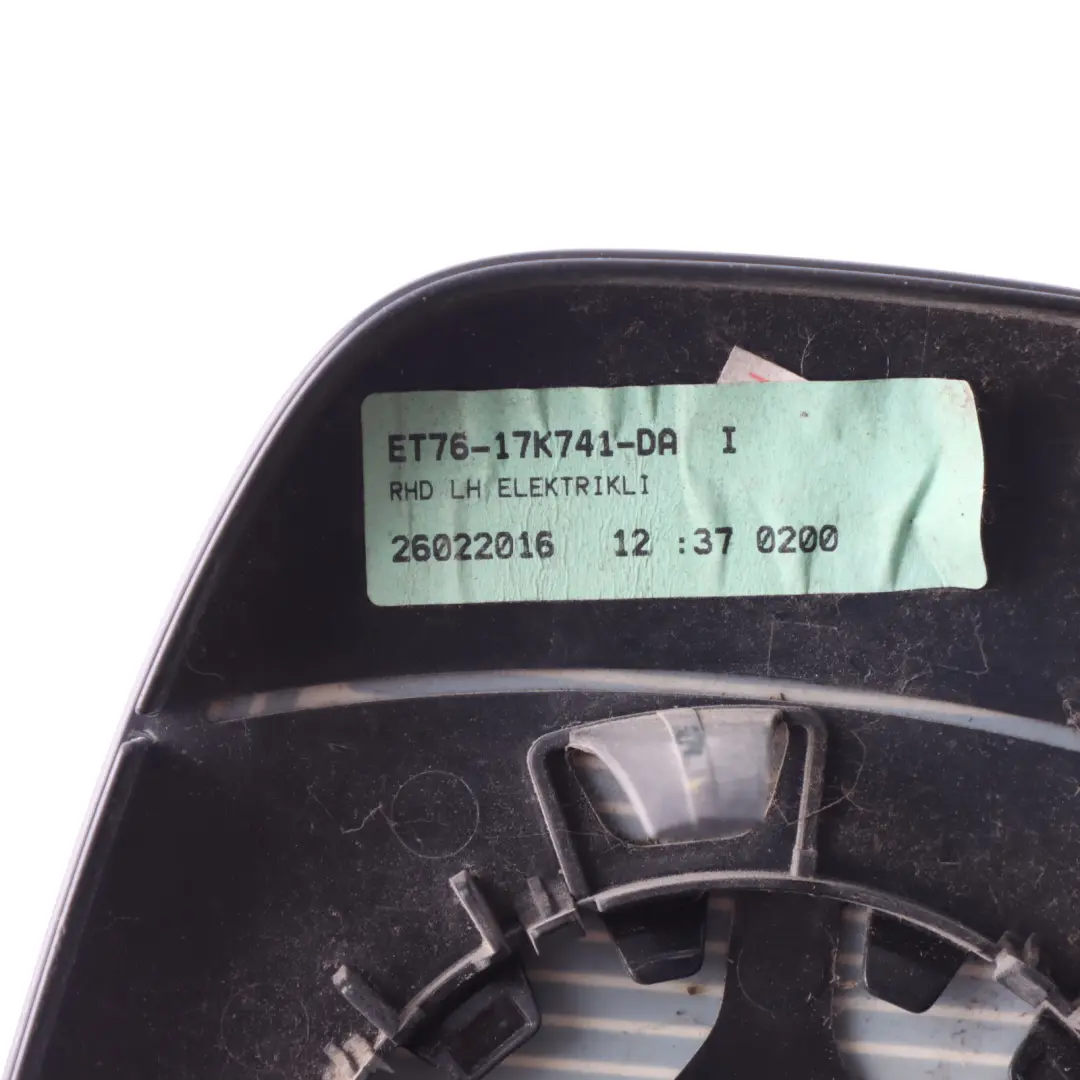 ET76-17K741-DA I
RHD LH ELEKTRIKLI
26022016 12 :37 0200